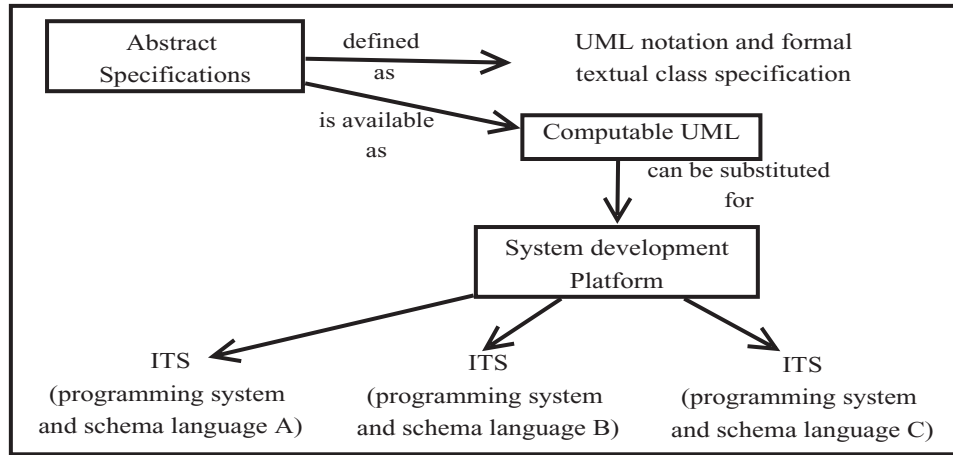 Abstract
Specifications
defined
as
UML notation and formal
textual class specification
is available
as
Computable UML
can be substituted
for
System development
Platform
ITS
(programming system
and schema language A)
ITS
(programming system
and schema language B)
ITS
(programming system
and schema language C)